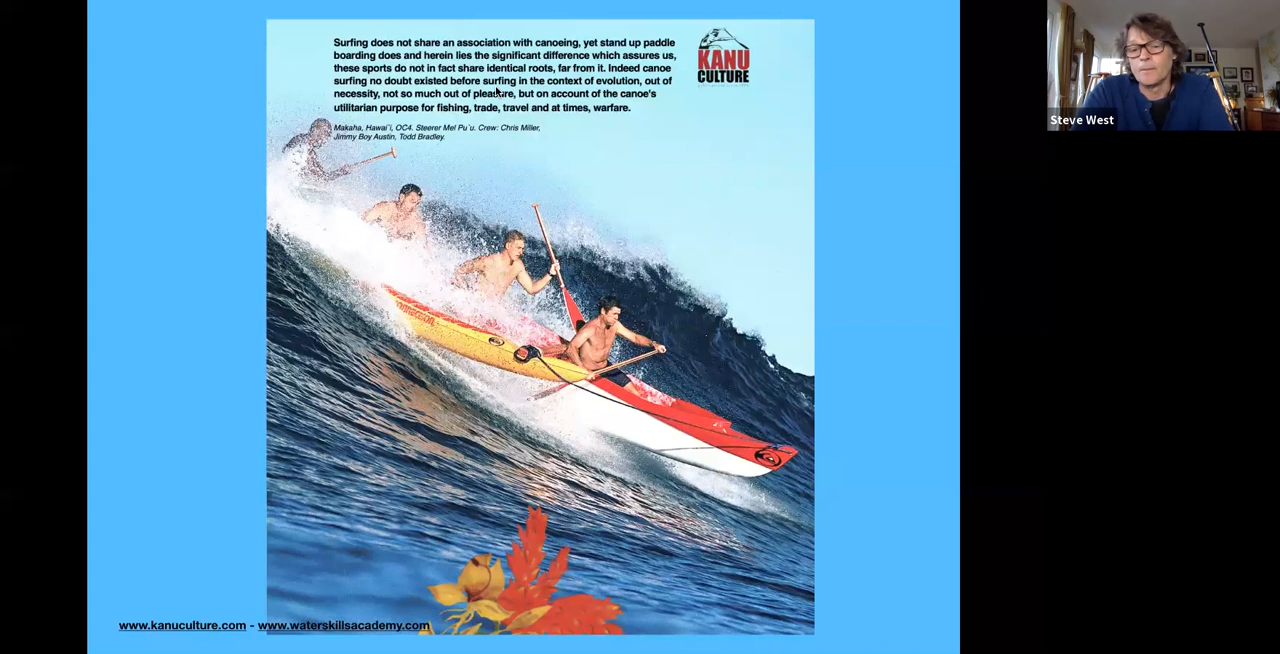 Surfing does not share an association with canoeing, yet stand up paddle
boarding does and herein lies the significant difference which assures us,
these sports do not in fact share identical roots, far from it. Indeed canoe
surfing no doubt existed before surfing in the context of evolution, out of
necessity, not so much out of pleasure, but on account of the canoe's
utilitarian purpose for fishing, trade, travel and at times, warfare.
Makaha, Hawai`i, OC4. Steerer Mel Pu`u. Crew: Chris Miller,
Jimmy Boy Austin, Todd Bradley.
KANU
CULTURE
Steve West
www.kanuculture.com - www.waterskillsacademy.com